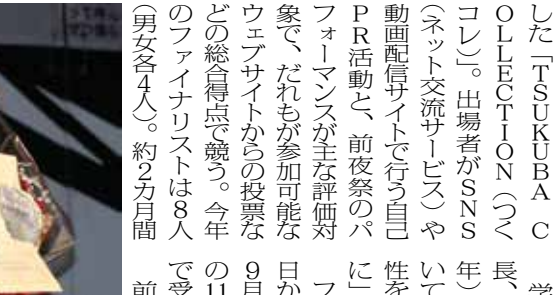 した「TSUKUBA C
OLLECTION(つく
コレ)」。出場者がSNS
(ネット交流サービス)や
動画配信サイトで行う自己
PR活動と、前夜祭のパ
フォーマンスが主な評価対
象で、だれもが参加可能な
ウェブサイトからの投票な
どの総合得点で競う。今年
のファイナリストは8人
(男女各4人)。約2カ月間
学
長、
年)
いて
性を
に」
フ
日か
9月
の11
で受
前